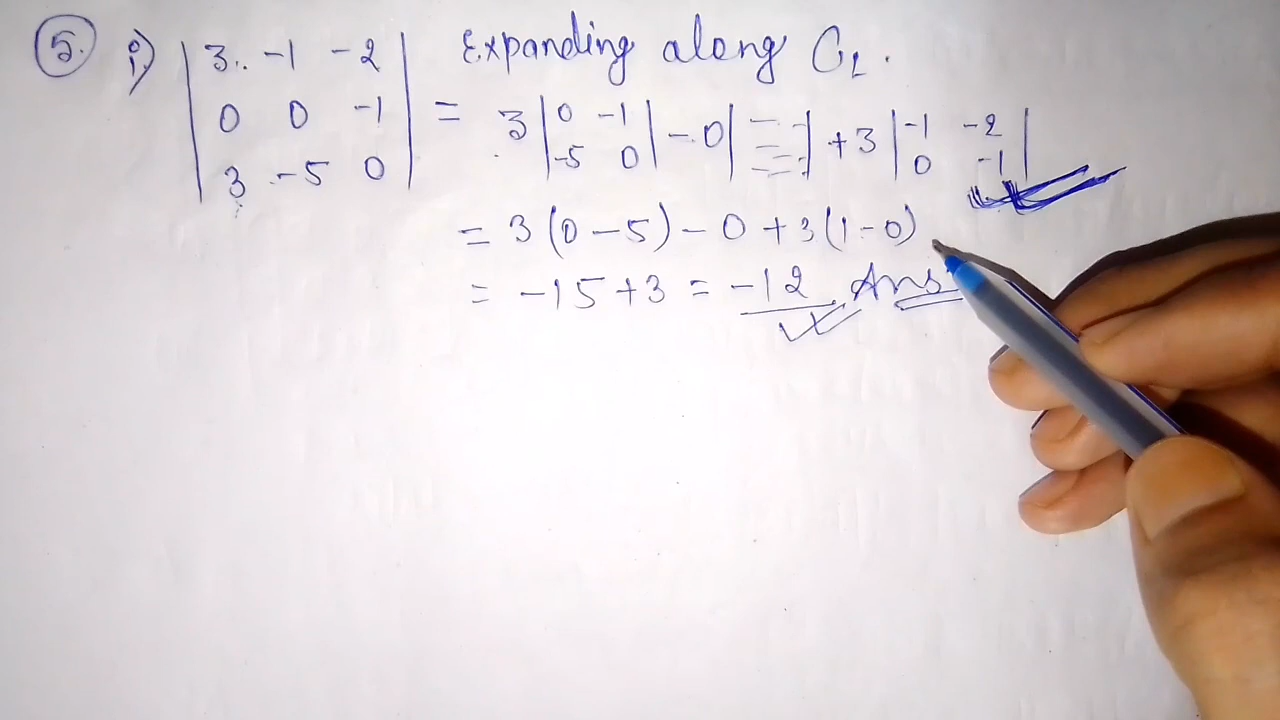 5. i) | 3 -1 -2 | Expanding along C1.
| 0 0 -1 | = 3 | 0 -1 | - 0 | | + 3 | -1 -2 |
| 3 -5 0 | | -5 0 | | 0 -1 |
= 3(0-5) - 0 + 3(1-0)
= -15+3 = -12 Ans